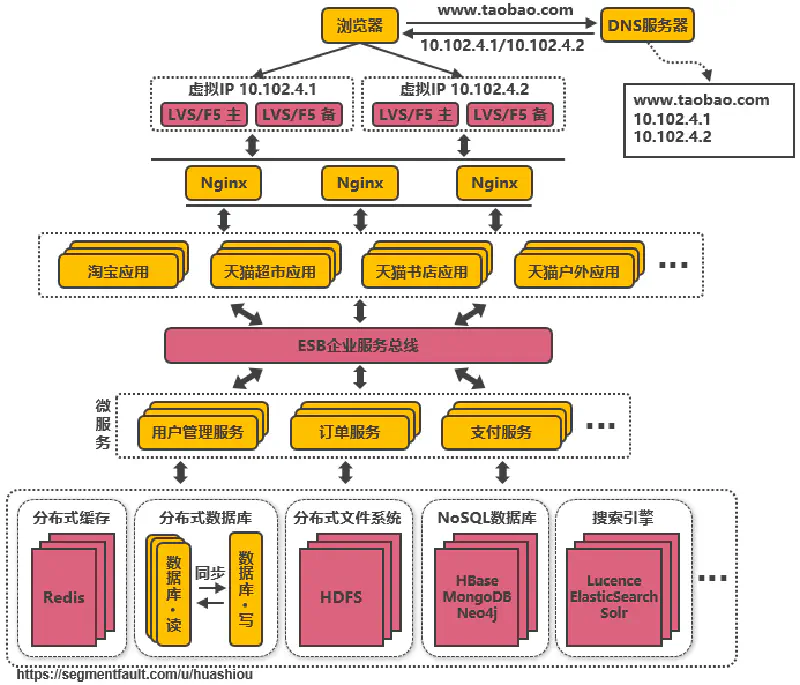 www.taobao.com
浏览器
DNS服务器
10.102.4.1/10.102.4.2
虚拟IP 10.102.4.1
虚拟IP 10.102.4.2
LVS/F5 主
LVS/F5 备
LVS/F5 主
LVS/F5 备
www.taobao.com
10.102.4.1
10.102.4.2
Nginx
Nginx
Nginx
淘宝应用
天猫超市应用
天猫书店应用
天猫户外应用
ESB企业服务总线
微服务
用户管理服务
订单服务
支付服务
分布式缓存
分布式数据库
分布式文件系统
NoSQL数据库
搜索引擎
Redis
数据库·读
同步
数据库·写
HDFS
HBase
MongoDB
Neo4j
Lucence
ElasticSearch
Solr
https://segmentfault.com/u/huashiou